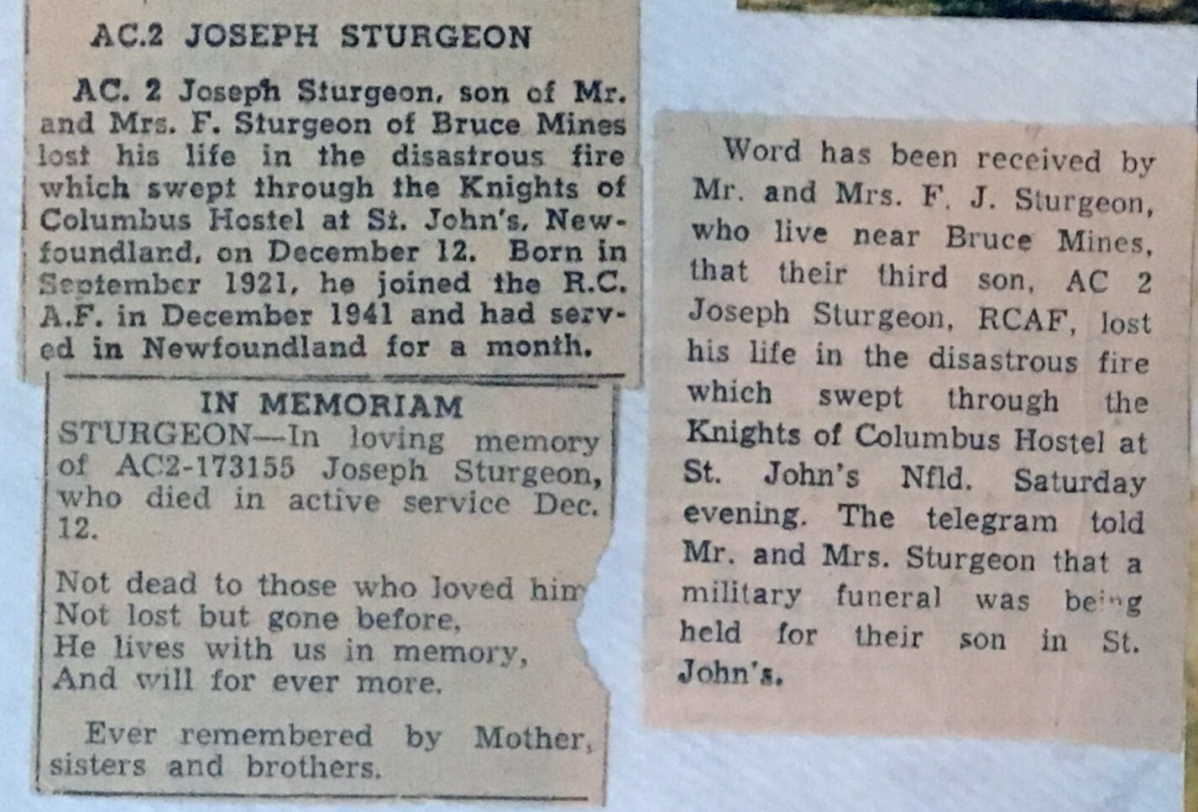 AC.2 JOSEPH STURGEON
AC. 2 Joseph Sturgeon, son of Mr.
and Mrs. F. Sturgeon of Bruce Mines
lost his life in the disastrous fire
which swept through the Knights of
Columbus Hostel at St. John's, New-
foundland, on December 12. Born in
September 1921, he joined the R.C.
A.F. in December 1941 and had serv-
ed in Newfoundland for a month.
IN MEMORIAM
STURGEON—In loving memory
of AC2-173155 Joseph Sturgeon,
who died in active service Dec.
12.
Not dead to those who loved him
Not lost but gone before,
He lives with us in memory,
And will for ever more.
Ever remembered by Mother,
sisters and brothers.
Word has been received by
Mr. and Mrs. F. J. Sturgeon,
who live near Bruce Mines,
that their third son, AC 2
Joseph Sturgeon, RCAF, lost
his life in the disastrous fire
which swept through the
Knights of Columbus Hostel at
St. John's Nfld. Saturday
evening. The telegram told
Mr. and Mrs. Sturgeon that a
military funeral was being
held for their son in St.
John's.